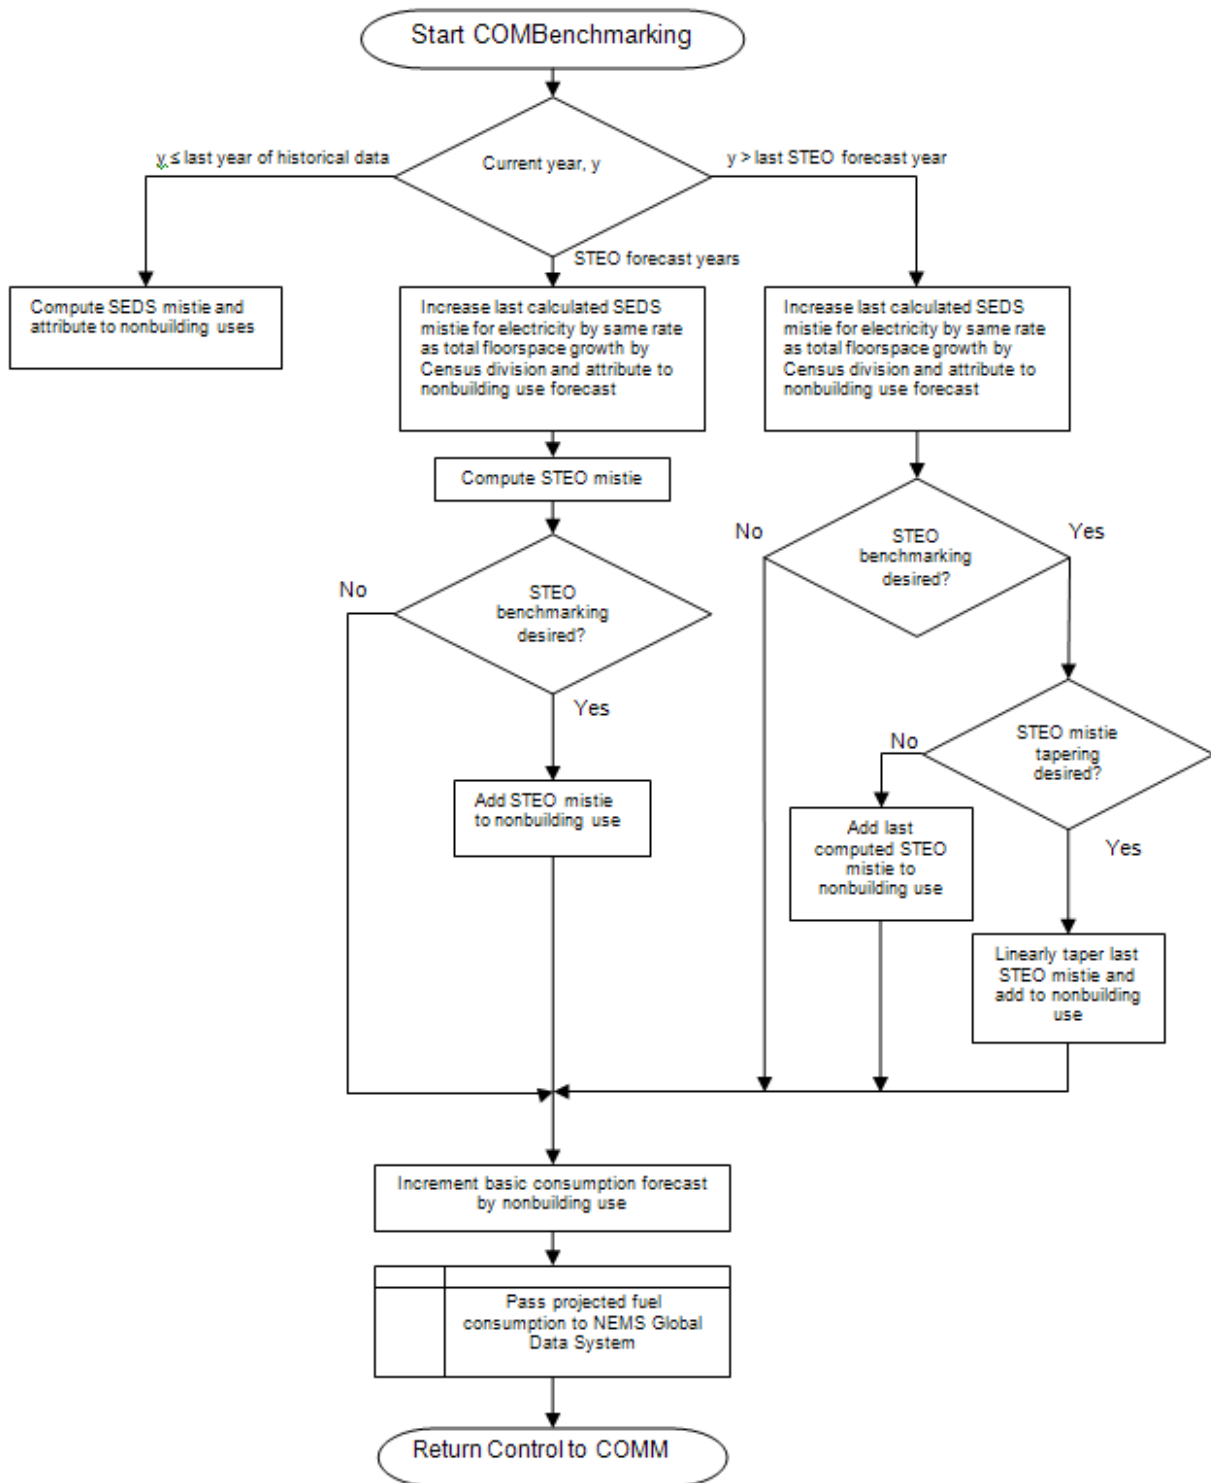 Start COMBenchmarking
y ≤ last year of historical data
Current year, y
y > last STEO forecast year
STEO forecast years
Compute SEDS mistie and
attribute to nonbuilding uses
Increase last calculated SEDS
mistie for electricity by same rate
as total floorspace growth by
Census division and attribute to
nonbuilding use forecast
Increase last calculated SEDS
mistie for electricity by same rate
as total floorspace growth by
Census division and attribute to
nonbuilding use forecast
Compute STEO mistie
No
STEO
benchmarking
desired?
Yes
No
STEO
benchmarking
desired?
Yes
No
STEO mistie
tapering
desired?
Yes
Add STEO mistie
to nonbuilding use
Add last
computed STEO
mistie to
nonbuilding use
Linearly taper last
STEO mistie and
add to nonbuilding
use
Increment basic consumption forecast
by nonbuilding use
Pass projected fuel
consumption to NEMS Global
Data System
Return Control to COMM